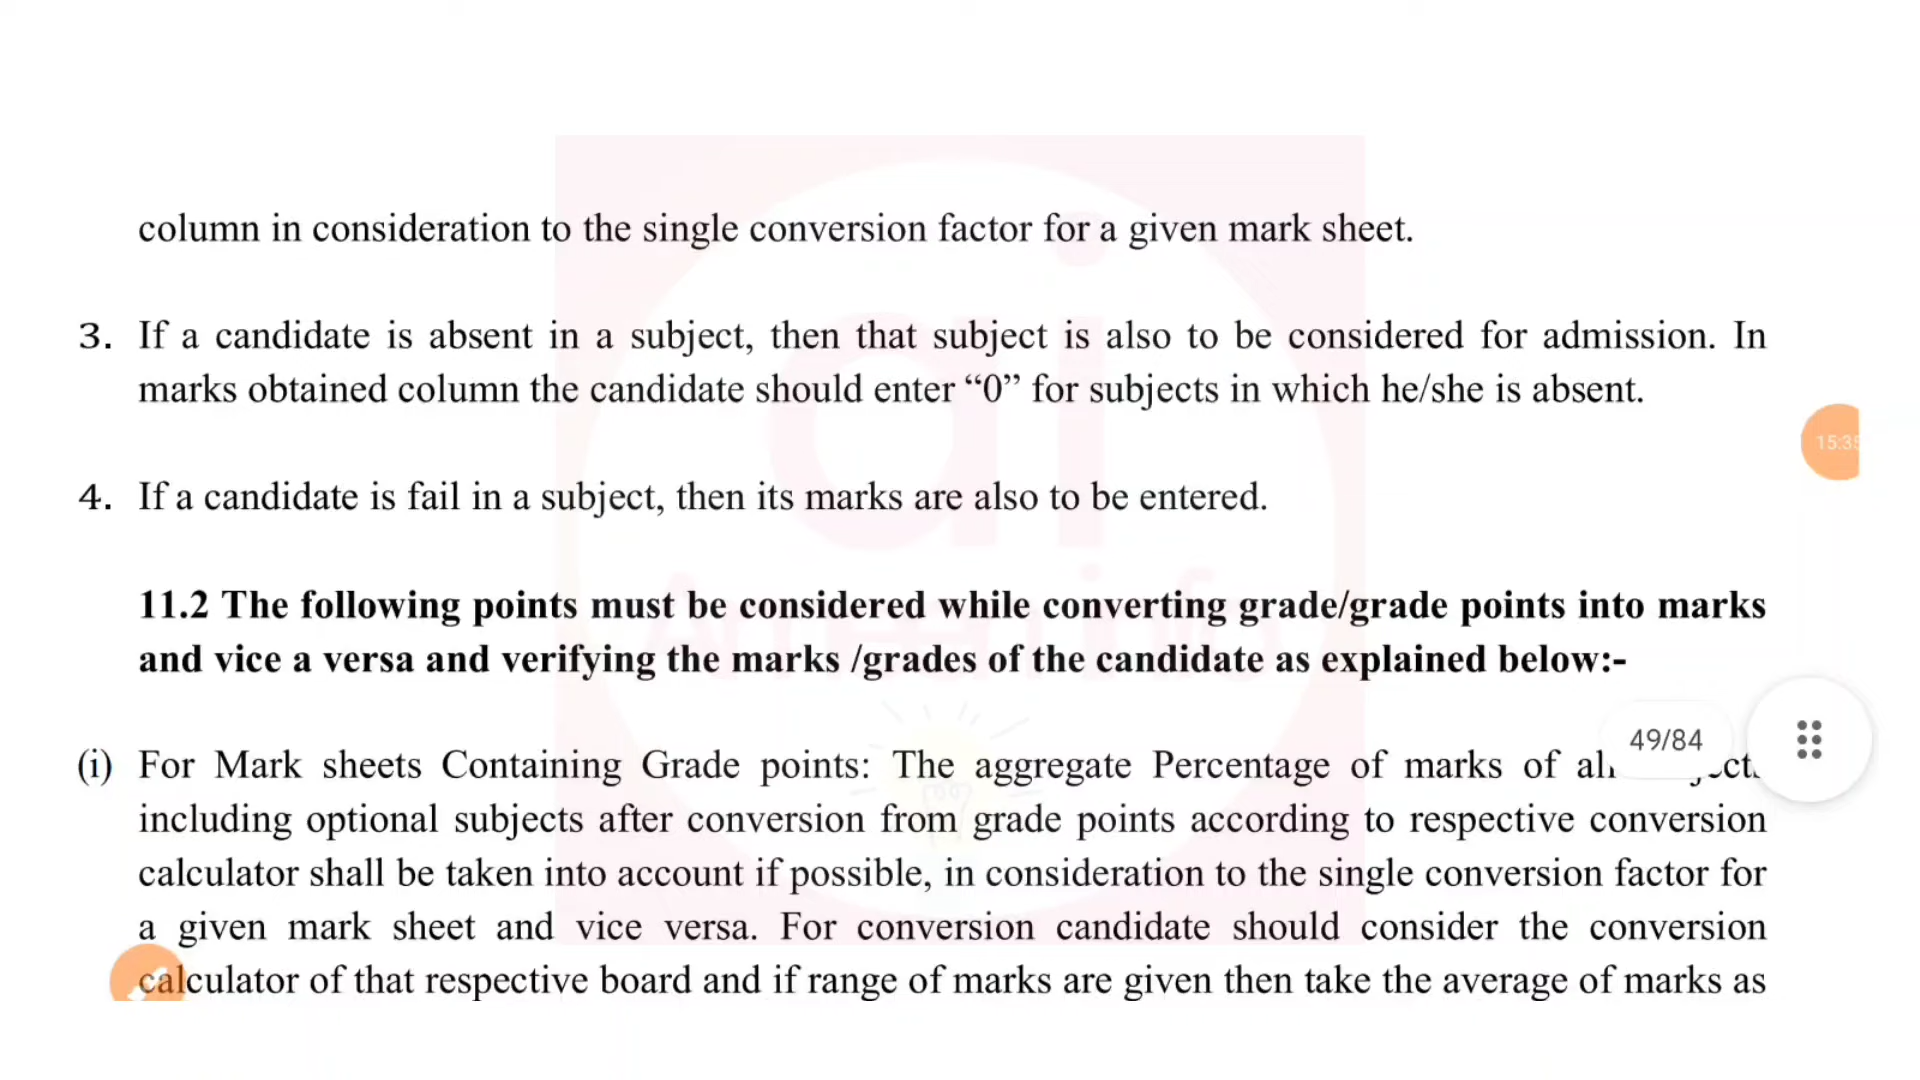 column in consideration to the single conversion factor for a given mark sheet.
3. If a candidate is absent in a subject, then that subject is also to be considered for admission. In
marks obtained column the candidate should enter “0” for subjects in which he/she is absent.
15:35
4. If a candidate is fail in a subject, then its marks are also to be entered.
11.2 The following points must be considered while converting grade/grade points into marks
and vice a versa and verifying the marks /grades of the candidate as explained below:-
49/84
(i) For Mark sheets Containing Grade points: The aggregate Percentage of marks of
including optional subjects after conversion from grade points according to respective conversion
calculator shall be taken into account if possible, in consideration to the single conversion factor for
a given mark sheet and vice versa. For conversion candidate should consider the conversion
calculator of that respective board and if range of marks are given then take the average of marks as